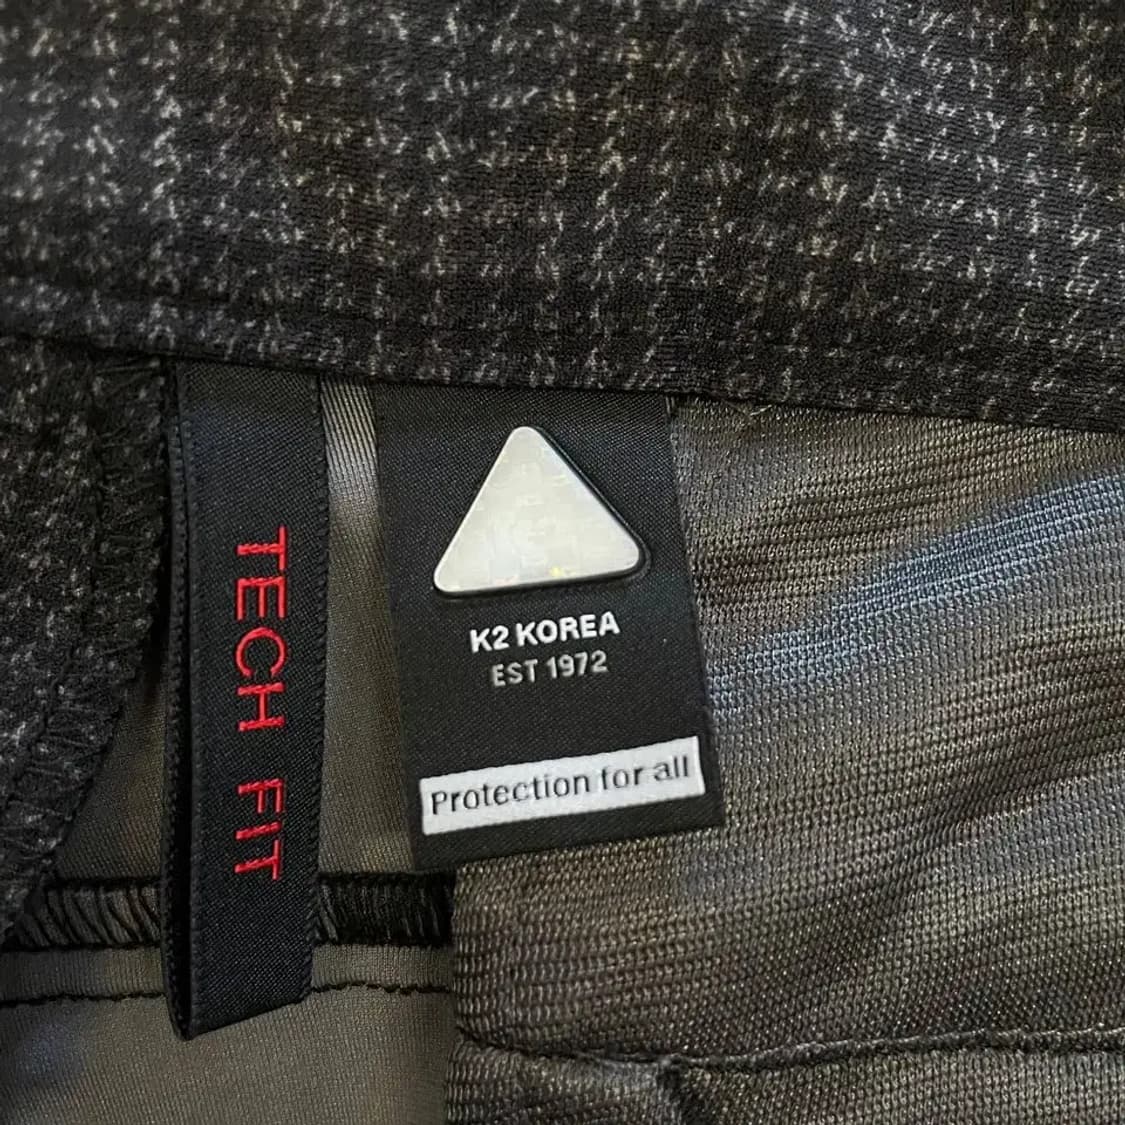 TECH FIT
K2 KOREA
EST 1972
Protection for all